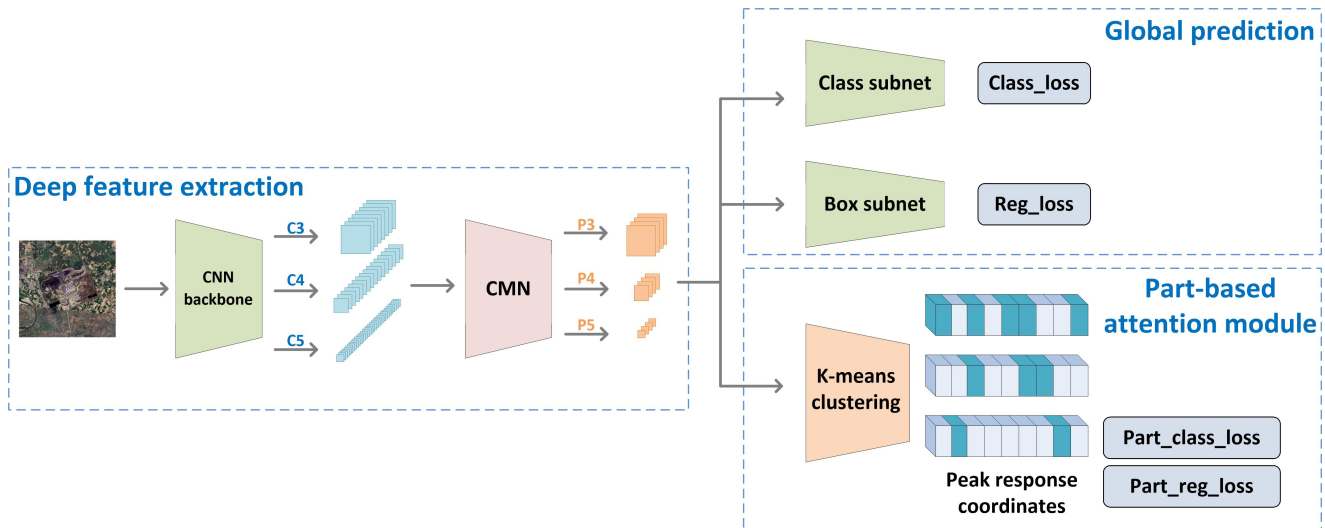 Global prediction
Class subnet
Class_loss
Box subnet
Reg_loss
Deep feature extraction
CNN
backbone
C3
C4
C5
CMN
P3
P4
P5
Part-based
attention module
K-means
clustering
Peak response
coordinates
Part_class_loss
Part_reg_loss